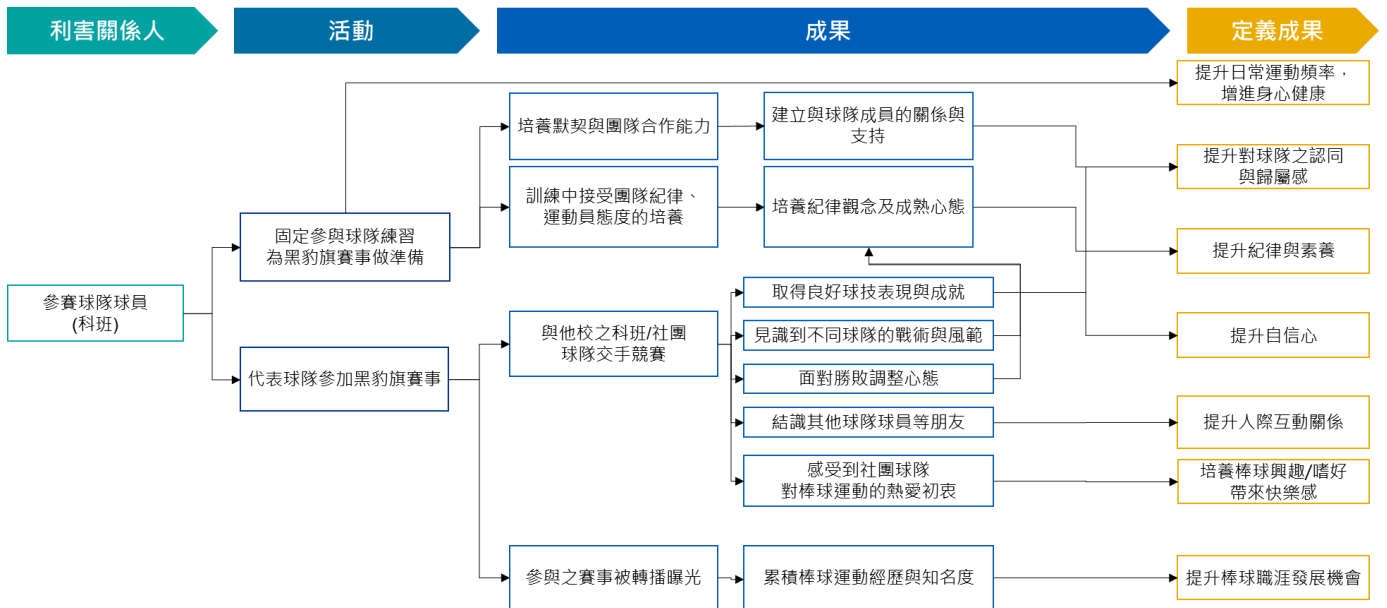 利害關係人
活動
成果
定義成果
參賽球隊球員
(科班)
固定參與球隊練習
為黑豹旗賽事做準備
代表球隊參加黑豹旗賽事
培養默契與團隊合作能力
訓練中接受團隊紀律、
運動員態度的培養
與他校之科班/社團
球隊交手競賽
參與之賽事被轉播曝光
建立與球隊成員的關係與
支持
培養紀律觀念及成熟心態
取得良好球技表現與成就
見識到不同球隊的戰術與風範
面對勝敗調整心態
結識其他球隊球員等朋友
感受到社團球隊
對棒球運動的熱愛初衷
累積棒球運動經歷與知名度
提升日常運動頻率，
增進身心健康
提升對球隊之認同
與歸屬感
提升紀律與素養
提升自信心
提升人際互動關係
培養棒球興趣/嗜好
帶來快樂感
提升棒球職涯發展機會